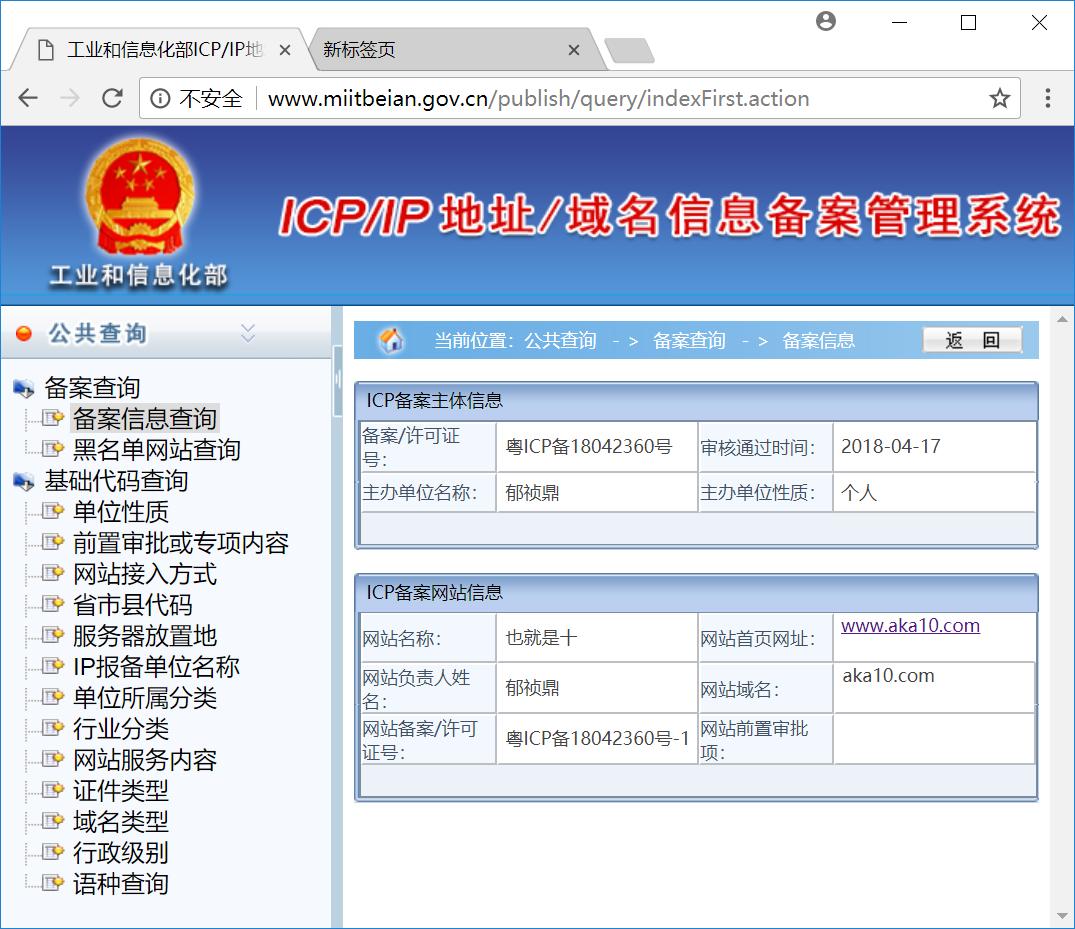 工业和信息化部ICP/IP地
新标签页
不安全 www.miitbeian.gov.cn/publish/query/indexFirst.action
ICP/IP地址/域名信息备案管理系统
工业和信息化部
公共查询
备案查询
备案信息查询
黑名单网站查询
基础代码查询
单位性质
前置审批或专项内容
网站接入方式
省市县代码
服务器放置地
IP报备单位名称
单位所属分类
行业分类
网站服务内容
证件类型
域名类型
行政级别
语种查询
当前位置：公共查询 -> 备案查询 -> 备案信息
返 回
ICP备案主体信息
备案/许可证
号：
粤ICP备18042360号
审核通过时间：
2018-04-17
主办单位名称：
郁祯鼎
主办单位性质：
个人
ICP备案网站信息
网站名称：
也就是十
网站首页网址：
www.aka10.com
网站负责人姓
名：
郁祯鼎
网站域名：
aka10.com
网站备案/许可
证号：
粤ICP备18042360号-1
网站前置审批
项：